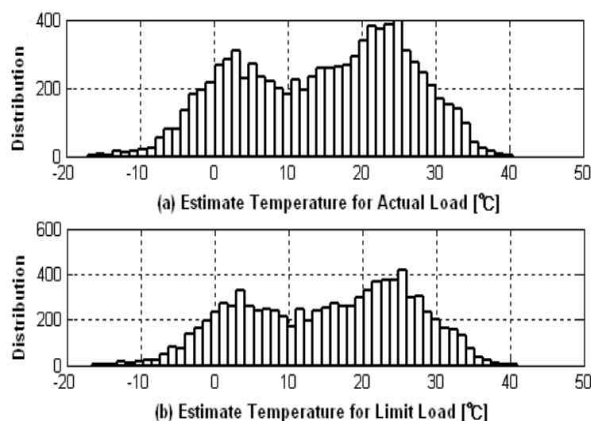 400
200
0
Distribution
-20 -10 0 10 20 30 40 50
(a) Estimate Temperature for Actual Load [°C]
600
400
200
0
Distribution
-20 -10 0 10 20 30 40 50
(b) Estimate Temperature for Limit Load [°C]